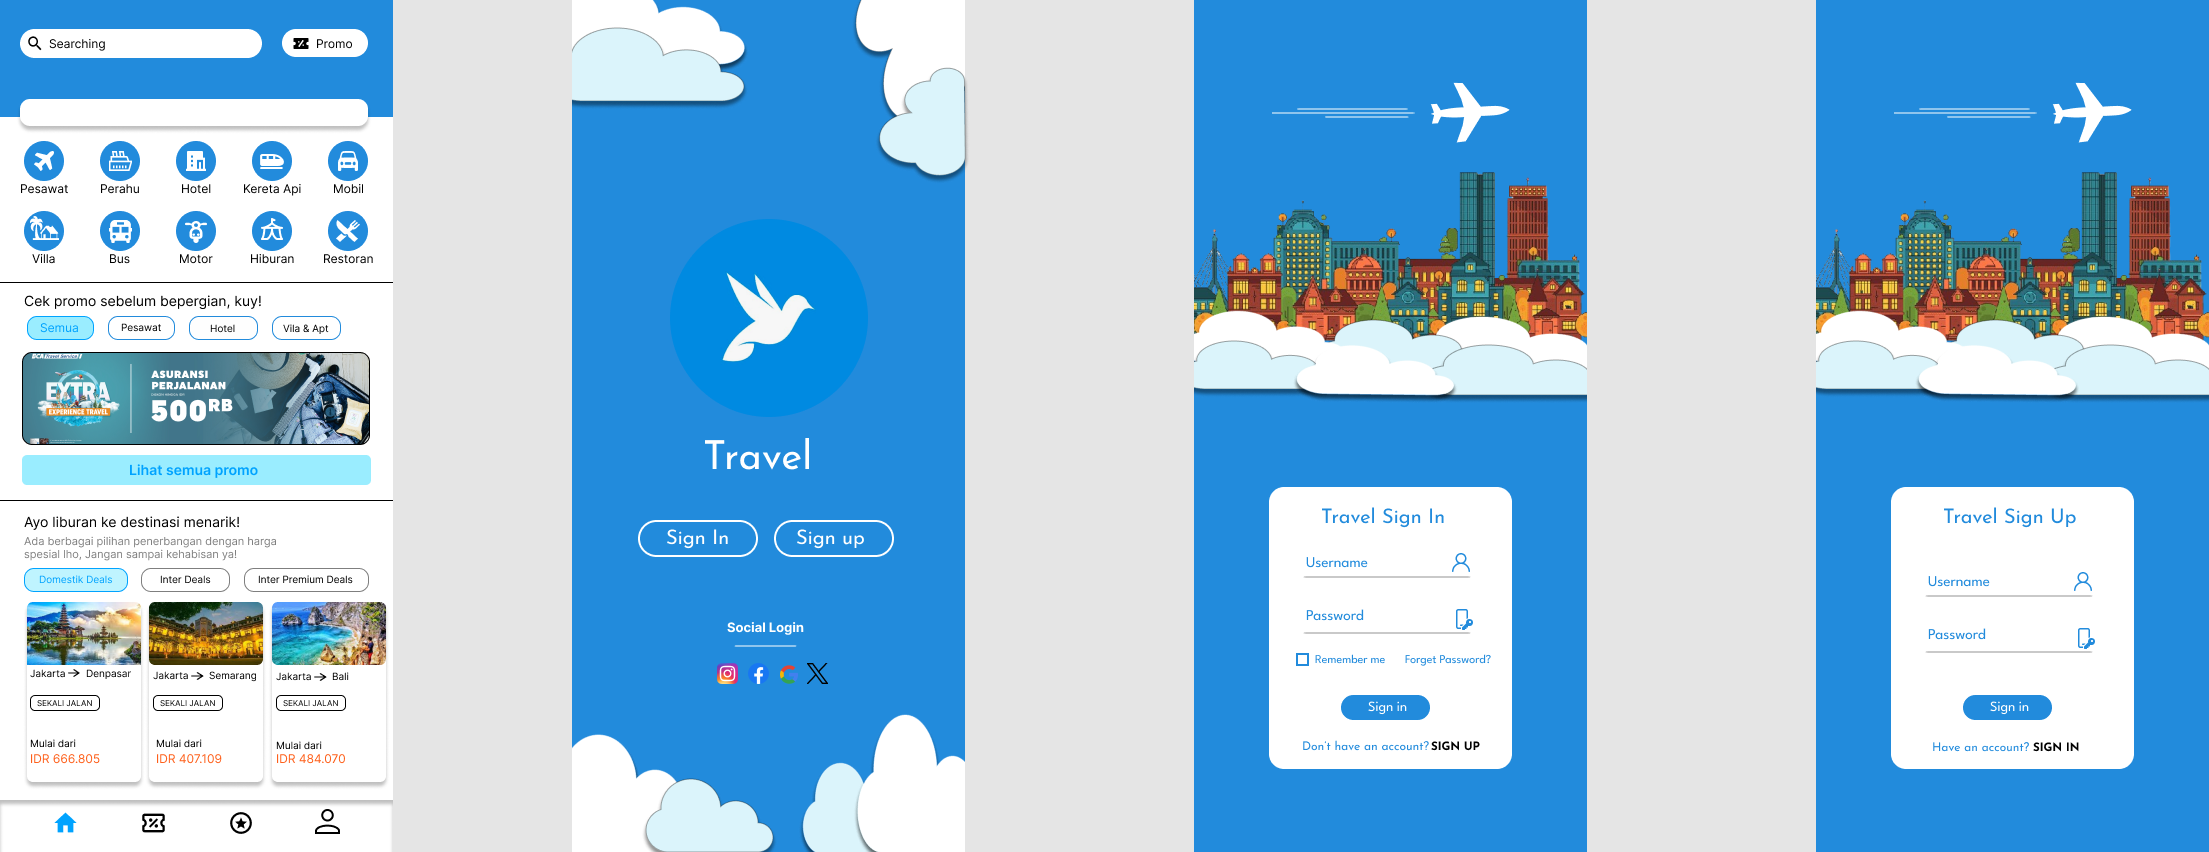 Searching
Promo
Pesawat
Perahu
Hotel
Kereta Api
Mobil
Villa
Bus
Motor
Hiburan
Restoran
Cek promo sebelum bepergian, kuy!
Semua
Pesawat
Hotel
Vila & Apt
EXTRA
EXPERIENCE TRAVEL
ASURANSI
PERJALANAN
500RB
Lihat semua promo
Ayo liburan ke destinasi menarik!
Ada berbagai pilihan penerbangan dengan harga
spesial lho, Jangan sampai kehabisan ya!
Domestik Deals
Inter Deals
Inter Premium Deals
Jakarta → Denpasar
SEKALI JALAN
Mulai dari
IDR 666.805
Jakarta → Semarang
SEKALI JALAN
Mulai dari
IDR 407.109
Jakarta → Bali
SEKALI JALAN
Mulai dari
IDR 484.070
Travel
Sign In
Sign up
Social Login
Travel Sign In
Username
Password
Remember me
Forget Password?
Sign in
Don't have an account? SIGN UP
Travel Sign Up
Username
Password
Sign in
Have an account? SIGN IN